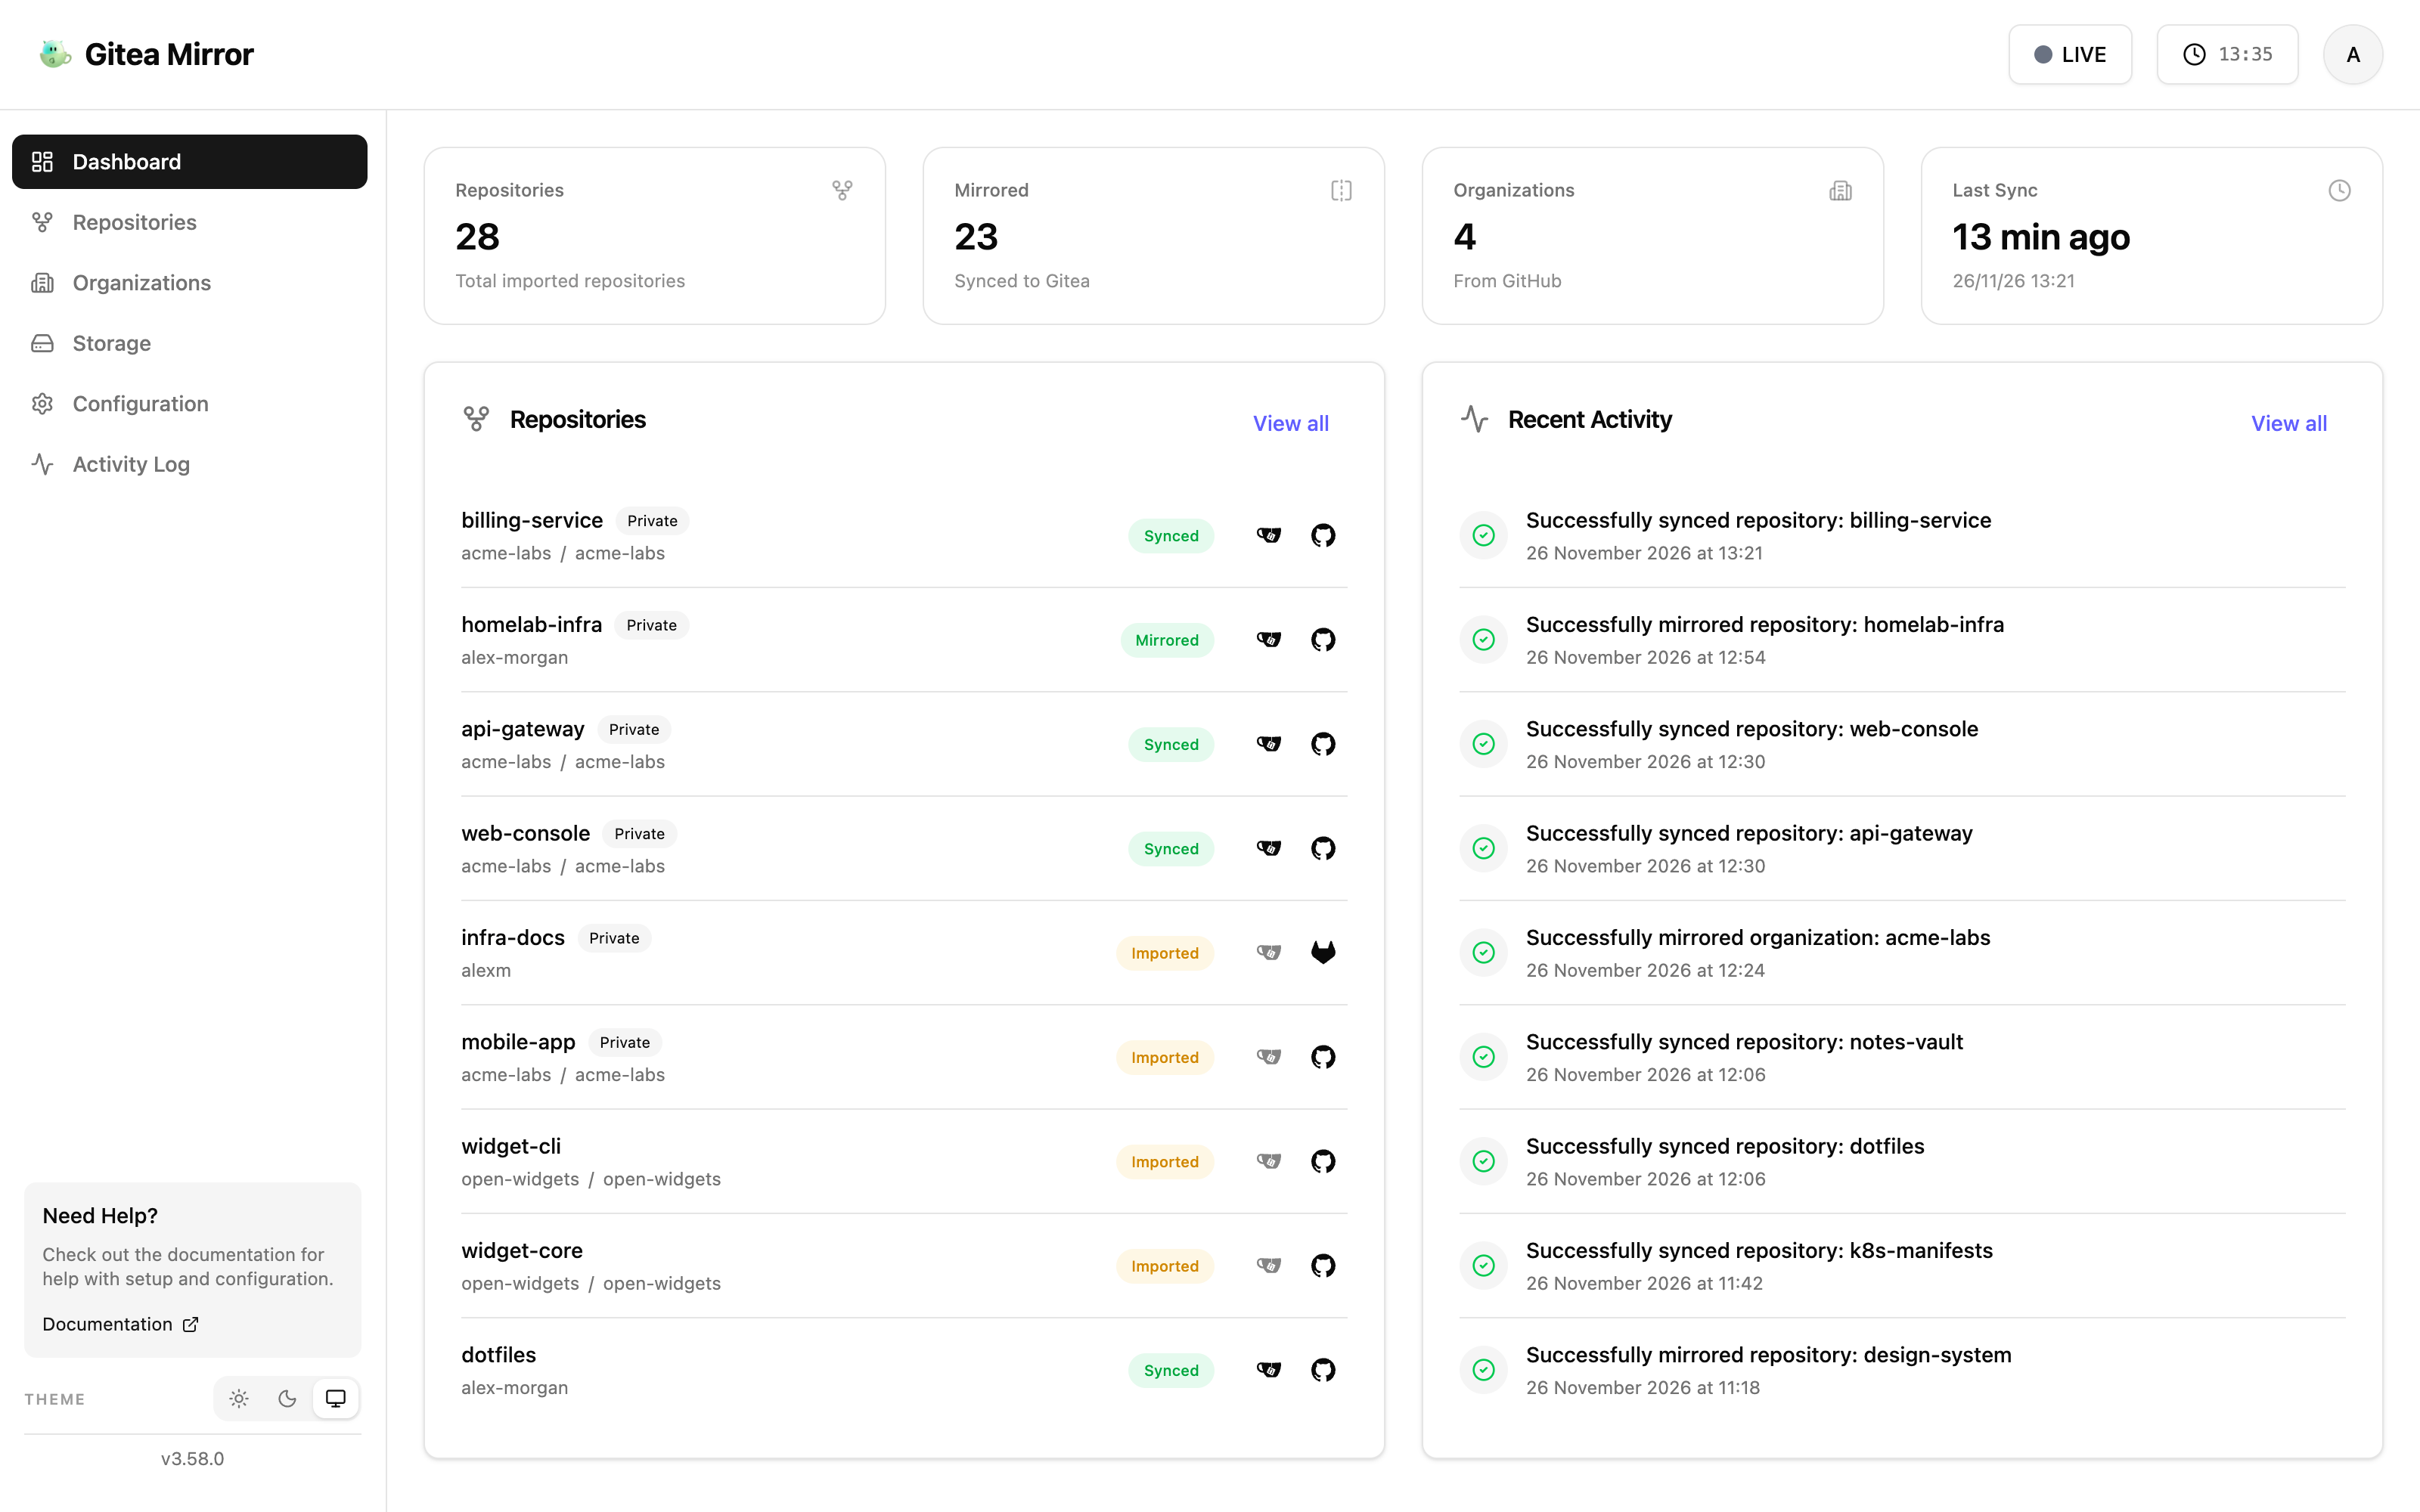 Gitea Mirror
LIVE
13:35
A
Dashboard
Repositories
Organizations
Storage
Configuration
Activity Log
Need Help?
Check out the documentation for
help with setup and configuration.
Documentation
THEME
v3.58.0
Repositories
28
Total imported repositories
Mirrored
23
Synced to Gitea
Organizations
4
From GitHub
Last Sync
13 min ago
26/11/26 13:21
Repositories
View all
billing-service Private
acme-labs / acme-labs
Synced
homelab-infra Private
alex-morgan
Mirrored
api-gateway Private
acme-labs / acme-labs
Synced
web-console Private
acme-labs / acme-labs
Synced
infra-docs Private
alexm
Imported
mobile-app Private
acme-labs / acme-labs
Imported
widget-cli
open-widgets / open-widgets
Imported
widget-core
open-widgets / open-widgets
Imported
dotfiles
alex-morgan
Synced
Recent Activity
View all
Successfully synced repository: billing-service
26 November 2026 at 13:21
Successfully mirrored repository: homelab-infra
26 November 2026 at 12:54
Successfully synced repository: web-console
26 November 2026 at 12:30
Successfully synced repository: api-gateway
26 November 2026 at 12:30
Successfully mirrored organization: acme-labs
26 November 2026 at 12:24
Successfully synced repository: notes-vault
26 November 2026 at 12:06
Successfully synced repository: dotfiles
26 November 2026 at 12:06
Successfully synced repository: k8s-manifests
26 November 2026 at 11:42
Successfully mirrored repository: design-system
26 November 2026 at 11:18